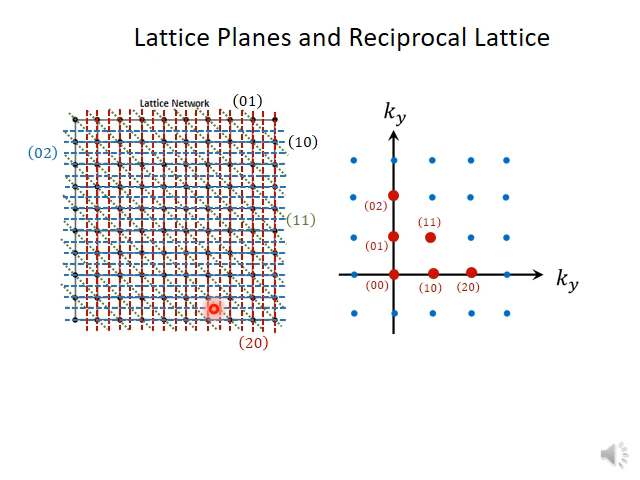 Lattice Planes and Reciprocal Lattice
Lattice Network
(01)
(10)
(02)
(11)
(20)
k_y
(02)
(11)
(01)
(00)
(10)
(20)
k_y